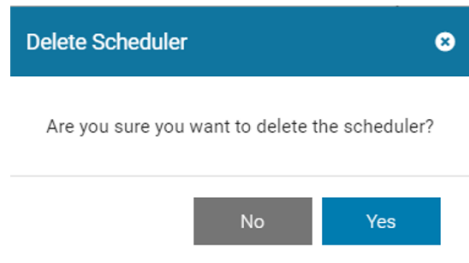 Delete Scheduler
Are you sure you want to delete the scheduler?
No
Yes